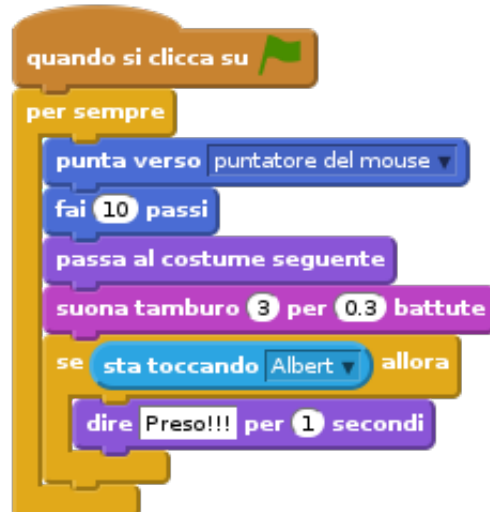 quando si clicca su
per sempre
punta verso puntatore del mouse
fai 10 passi
passa al costume seguente
suona tamburo 3 per 0.3 battute
se sta toccando Albert allora
dire Preso!!! per 1 secondi